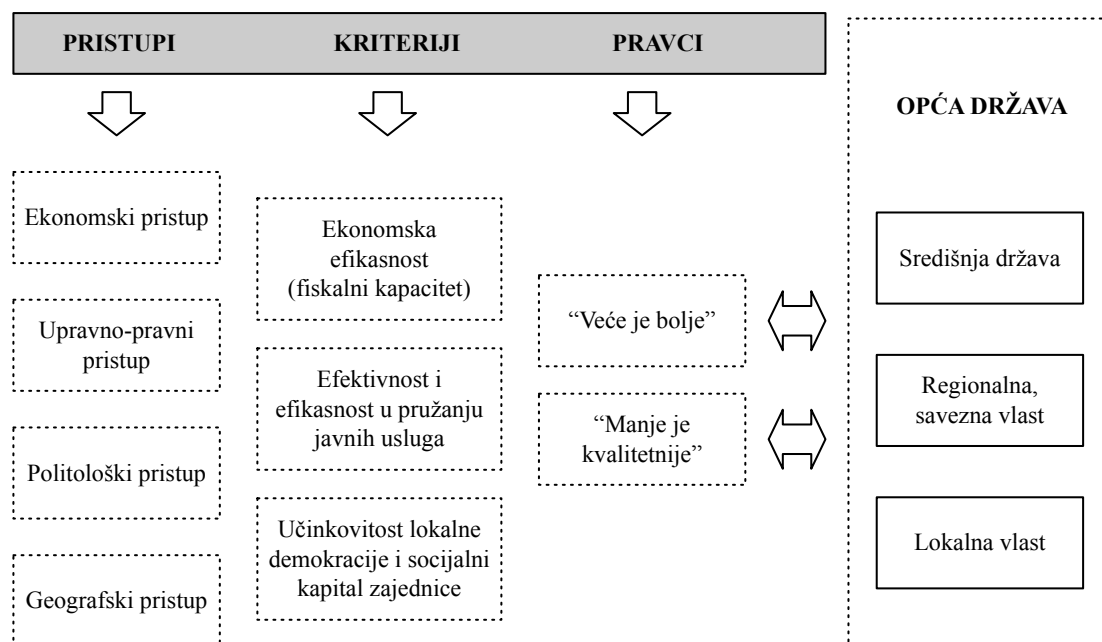 PRISTUPI
KRITERIJI
PRAVCI
OPĆA DRŽAVA
Ekonomski pristup
Upravno-pravni
pristup
Politološki pristup
Geografski pristup
Ekonomska
efikasnost
(fiskalni kapacitet)
Efektivnost i
efikasnost u pružanju
javnih usluga
Učinkovitost lokalne
demokracije i socijalni
kapital zajednice
“Veće je bolje”
“Manje je
kvalitetnije”
Središnja država
Regionalna,
savezna vlast
Lokalna vlast